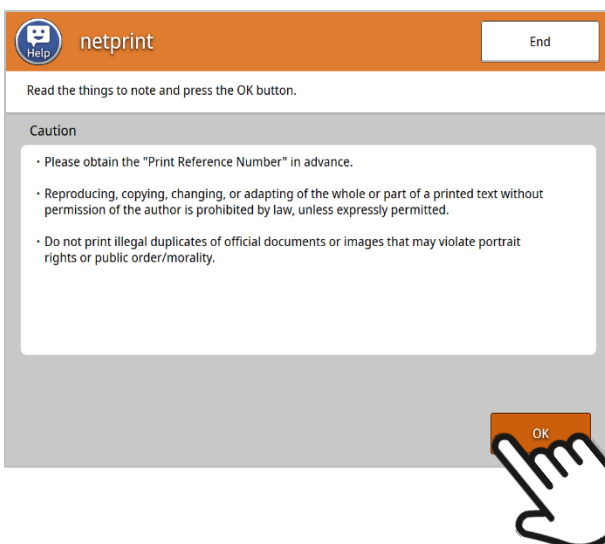 Help
netprint
End
Read the things to note and press the OK button.
Caution
・Please obtain the "Print Reference Number" in advance.
・Reproducing, copying, changing, or adapting of the whole or part of a printed text without
permission of the author is prohibited by law, unless expressly permitted.
・Do not print illegal duplicates of official documents or images that may violate portrait
rights or public order/morality.
OK